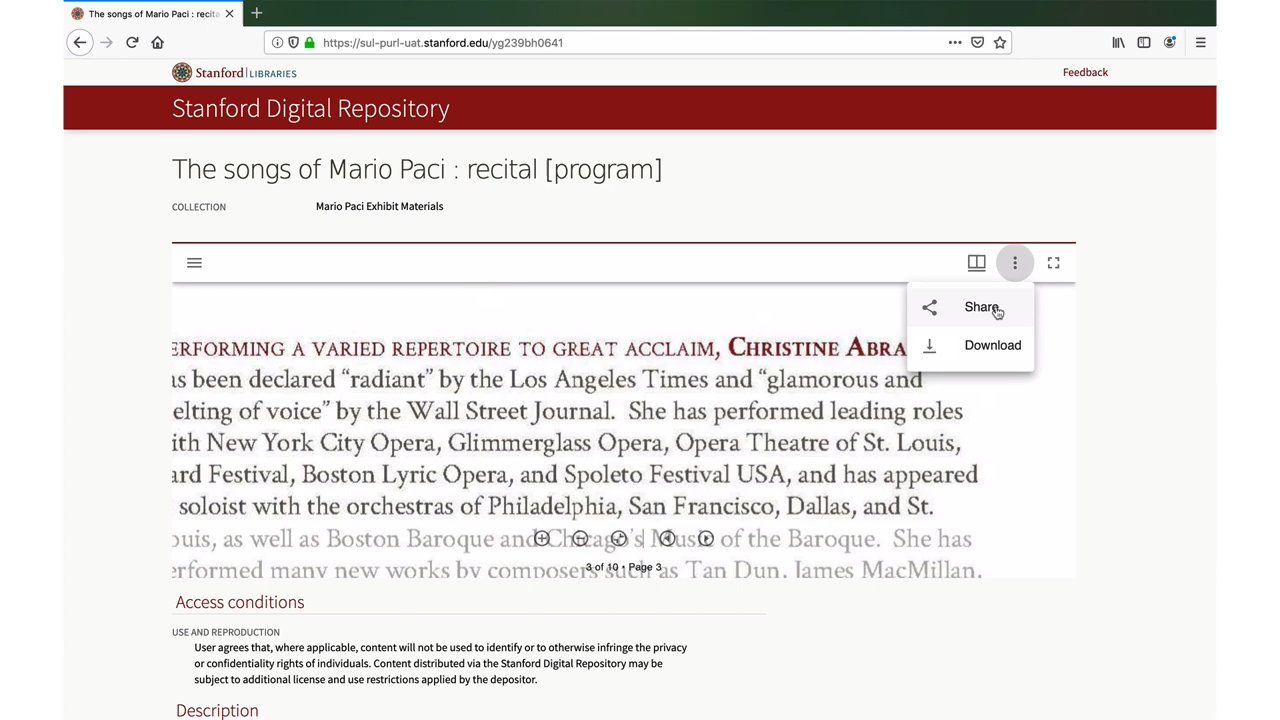 The songs of Mario Paci : recita
https://sul-purl-uat.stanford.edu/yg239bh0641
Stanford | LIBRARIES
Feedback
Stanford Digital Repository
The songs of Mario Paci : recital [program]
COLLECTION Mario Paci Exhibit Materials
Share
Download
ERFORMING A VARIED REPERTOIRE TO GREAT ACCLAIM, CHRISTINE ABRA
as been declared “radiant” by the Los Angeles Times and “glamorous and
elting of voice” by the Wall Street Journal. She has performed leading roles
ith New York City Opera, Glimmerglass Opera, Opera Theatre of St. Louis,
ard Festival, Boston Lyric Opera, and Spoleto Festival USA, and has appeared
soloist with the orchestras of Philadelphia, San Francisco, Dallas, and St.
ouis, as well as Boston Baroque and Chicago’s Music of the Baroque. She has
erformed many new works by composers such as Tan Dun, James MacMillan,
3 of 10 • Page 3
Access conditions
USE AND REPRODUCTION
User agrees that, where applicable, content will not be used to identify or to otherwise infringe the privacy
or confidentiality rights of individuals. Content distributed via the Stanford Digital Repository may be
subject to additional license and use restrictions applied by the depositor.
Description